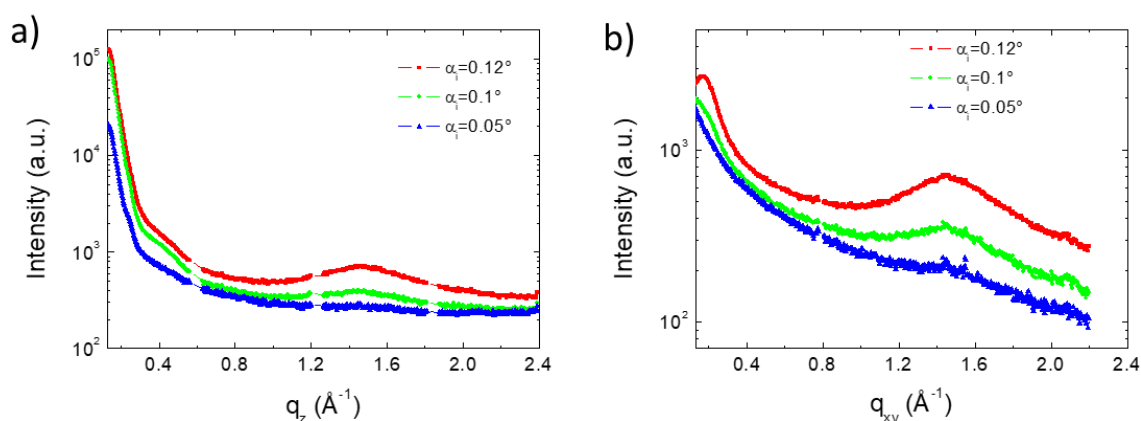 a)
Intensity (a.u.)
10⁵
10⁴
10³
10²
αᵢ=0.12°
αᵢ=0.1°
αᵢ=0.05°
0.4 0.8 1.2 1.6 2.0 2.4
q_z (Å⁻¹)
b)
Intensity (a.u.)
10³
10²
αᵢ=0.12°
αᵢ=0.1°
αᵢ=0.05°
0.4 0.8 1.2 1.6 2.0 2.4
q_xy (Å⁻¹)